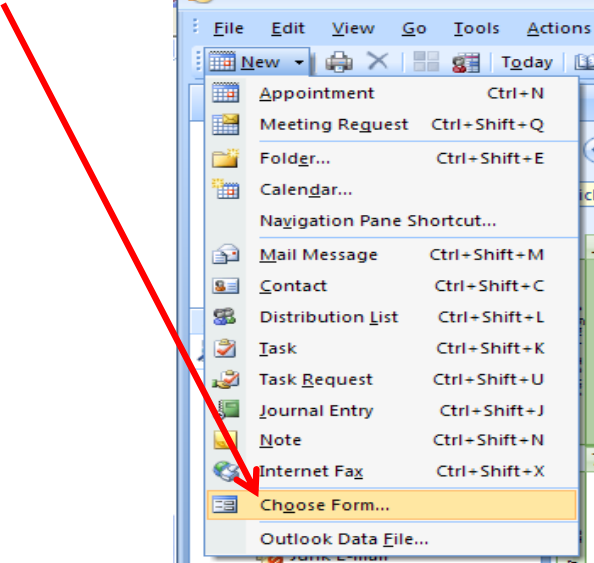 File Edit View Go Tools Actions
New Today
Appointment Ctrl+N
Meeting Request Ctrl+Shift+Q
Folder... Ctrl+Shift+E
Calendar...
Navigation Pane Shortcut...
Mail Message Ctrl+Shift+M
Contact Ctrl+Shift+C
Distribution List Ctrl+Shift+L
Task Ctrl+Shift+K
Task Request Ctrl+Shift+U
Journal Entry Ctrl+Shift+J
Note Ctrl+Shift+N
Internet Fax Ctrl+Shift+X
Choose Form...
Outlook Data File...